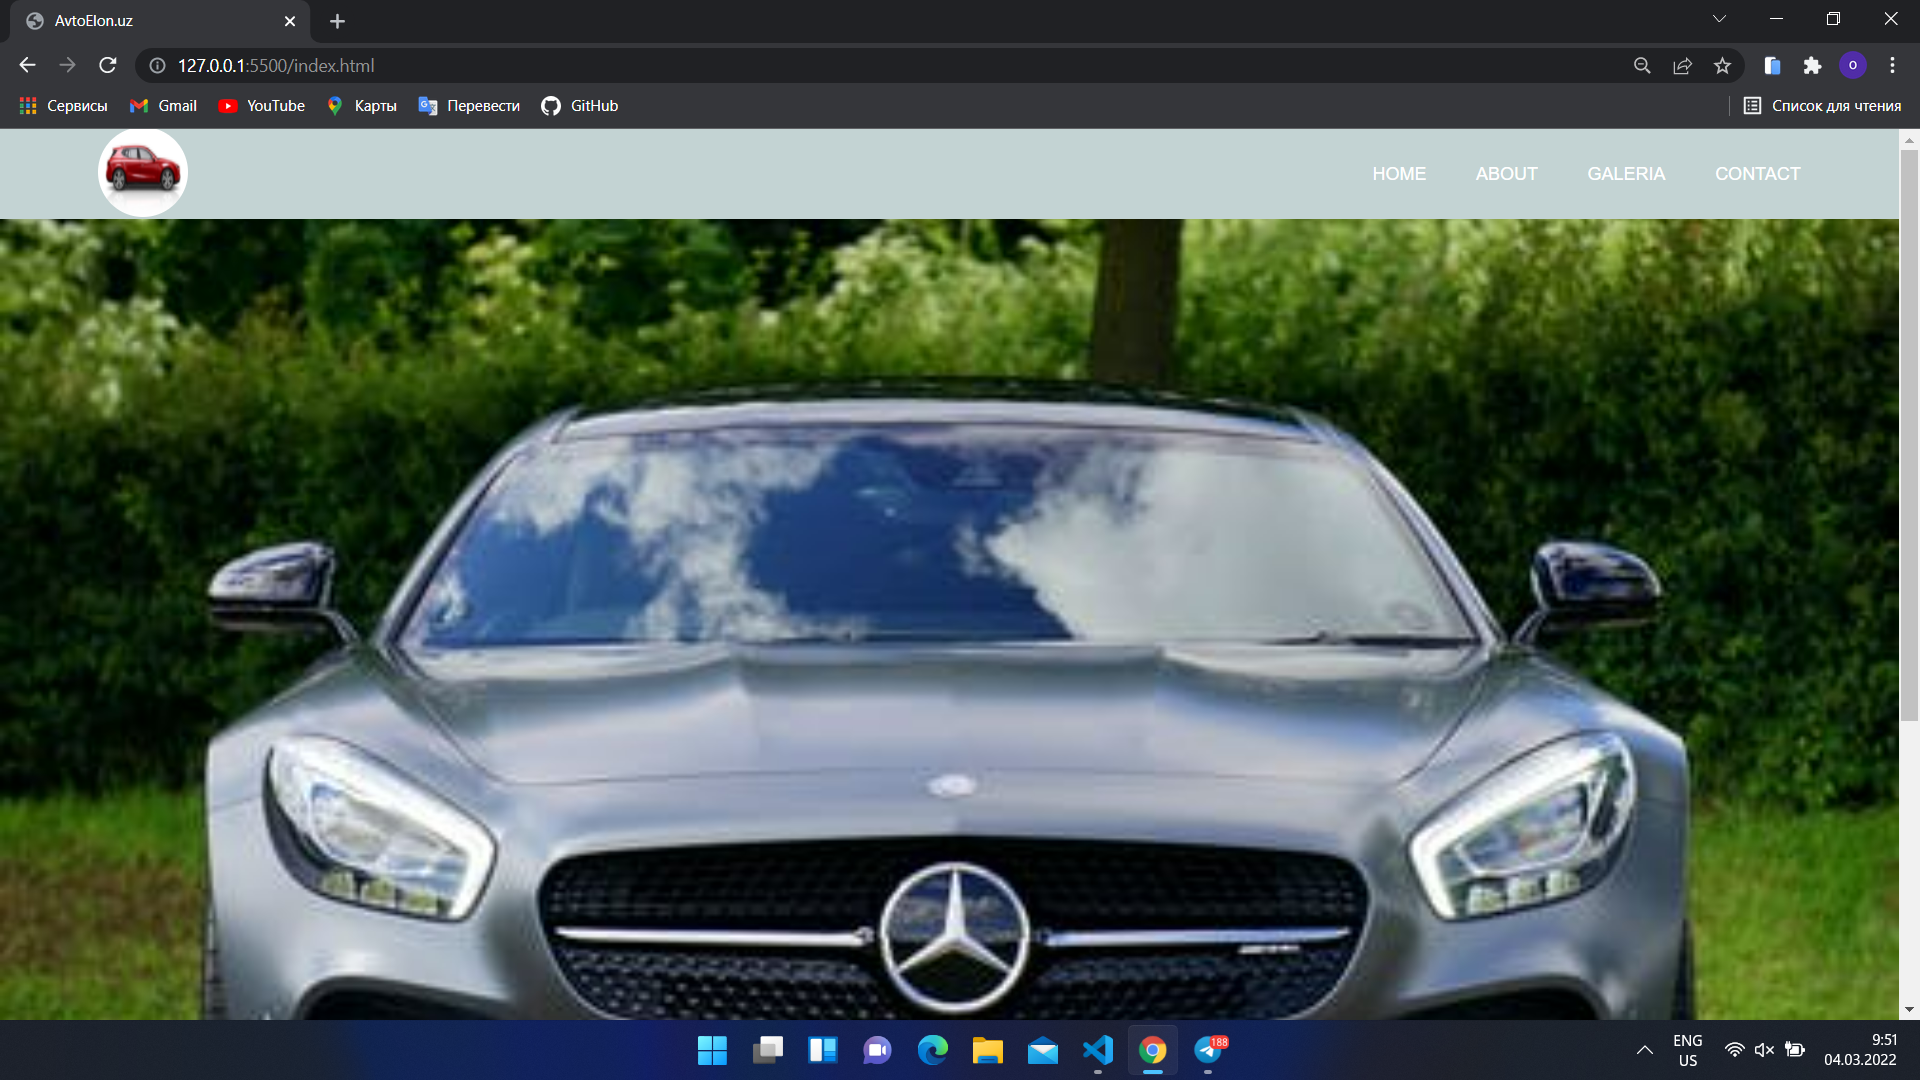 AvtoElon.uz
127.0.0.1:5500/index.html
O
Сервисы
Gmail
YouTube
Карты
Перевести
GitHub
Список для чтения
HOME
ABOUT
GALERIA
CONTACT
188
ENG
US
9:51
04.03.2022